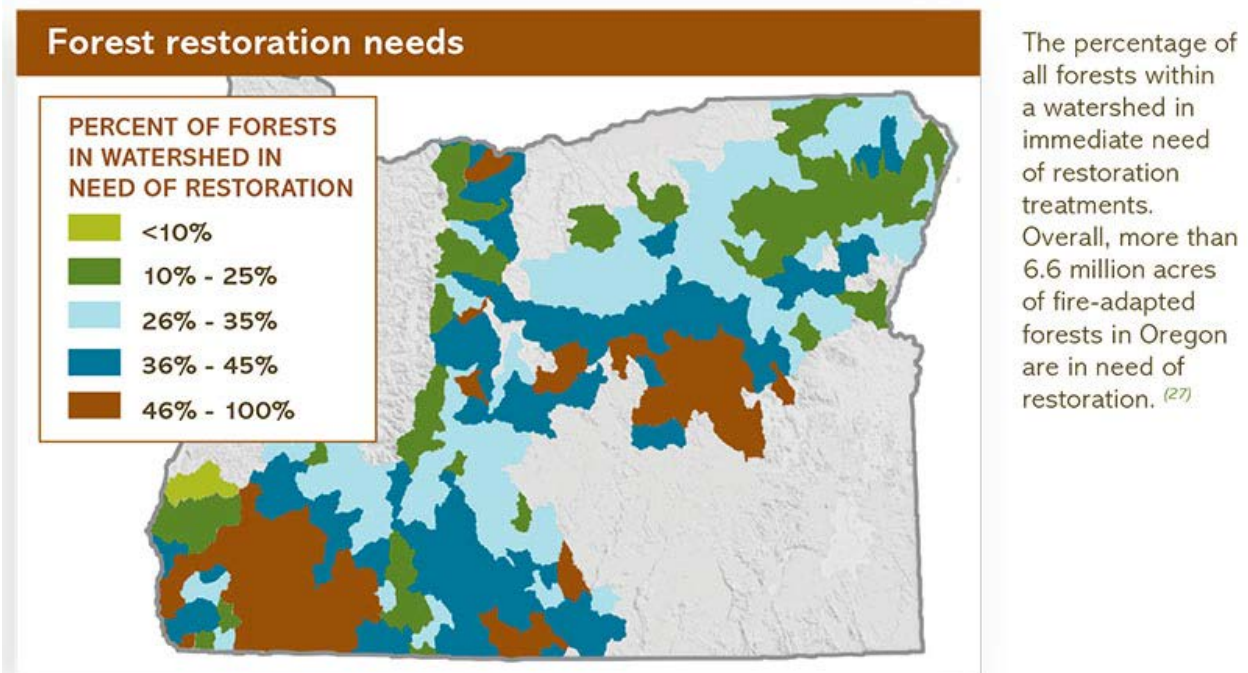 Forest restoration needs
PERCENT OF FORESTS
IN WATERSHED IN
NEED OF RESTORATION
<10%
10% - 25%
26% - 35%
36% - 45%
46% - 100%
The percentage of
all forests within
a watershed in
immediate need
of restoration
treatments.
Overall, more than
6.6 million acres
of fire-adapted
forests in Oregon
are in need of
restoration. (27)